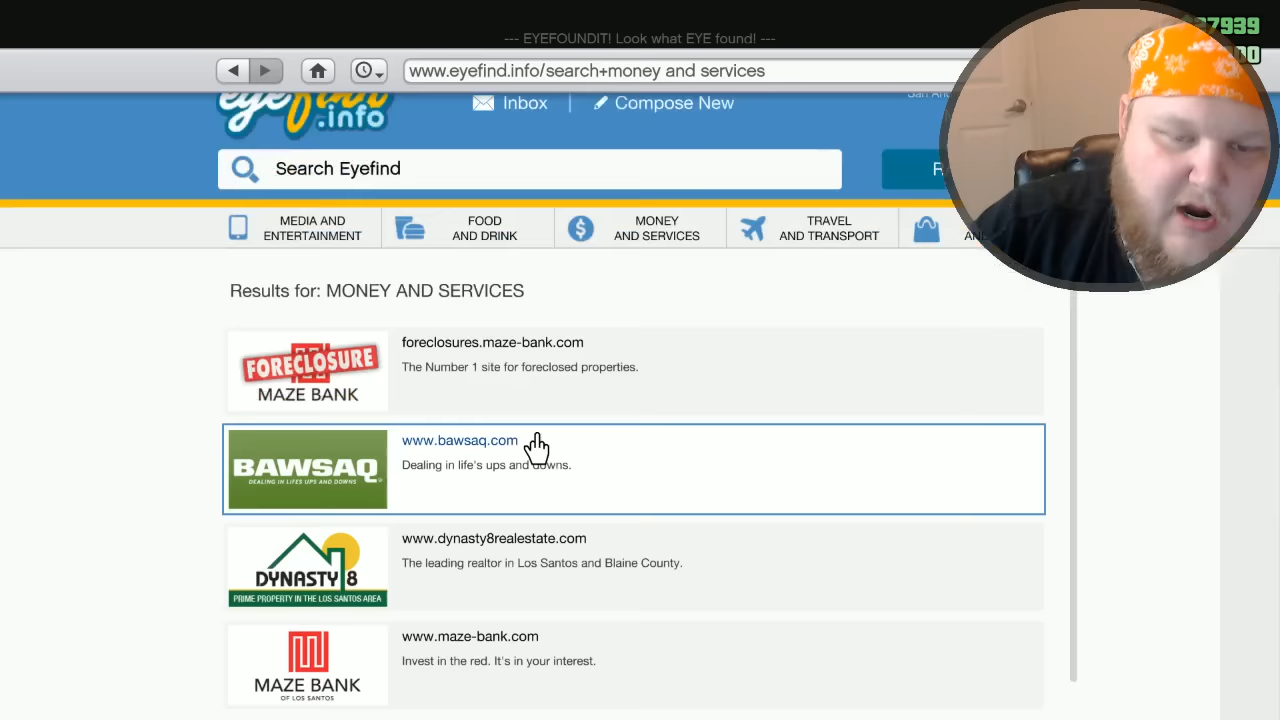 7939
--- EYEFOUNDIT! Look what EYE found! ---
00
www.eyefind.info/search+money and services
eyefind
.info
Inbox | Compose New
Search Eyefind
MEDIA AND
ENTERTAINMENT
FOOD
AND DRINK
MONEY
AND SERVICES
TRAVEL
AND TRANSPORT
Results for: MONEY AND SERVICES
FORECLOSURE
MAZE BANK
foreclosures.maze-bank.com
The Number 1 site for foreclosed properties.
BAWSAQ
DEALING IN LIFES UPS AND DOWNS
www.bawsaq.com
Dealing in life's ups and downs.
DYNASTY 8
PRIME PROPERTY IN THE LOS SANTOS AREA
www.dynasty8realestate.com
The leading realtor in Los Santos and Blaine County.
MAZE BANK
OF LOS SANTOS
www.maze-bank.com
Invest in the red. It's in your interest.